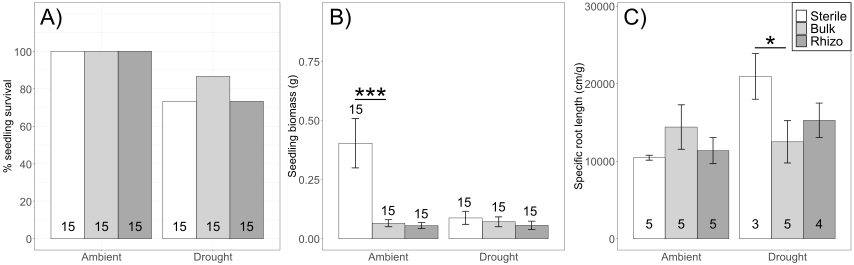 A)
% seedling survival
100
80
60
40
20
0
15 15 15 15 15 15
Ambient Drought
B)
Seedling biomass (g)
0.75
0.50
0.25
0.00
***
15 15 15 15 15 15
Ambient Drought
C)
Specific root length (cm/g)
30000
20000
10000
0
*
5 5 5 3 5 4
Ambient Drought
Sterile
Bulk
Rhizo